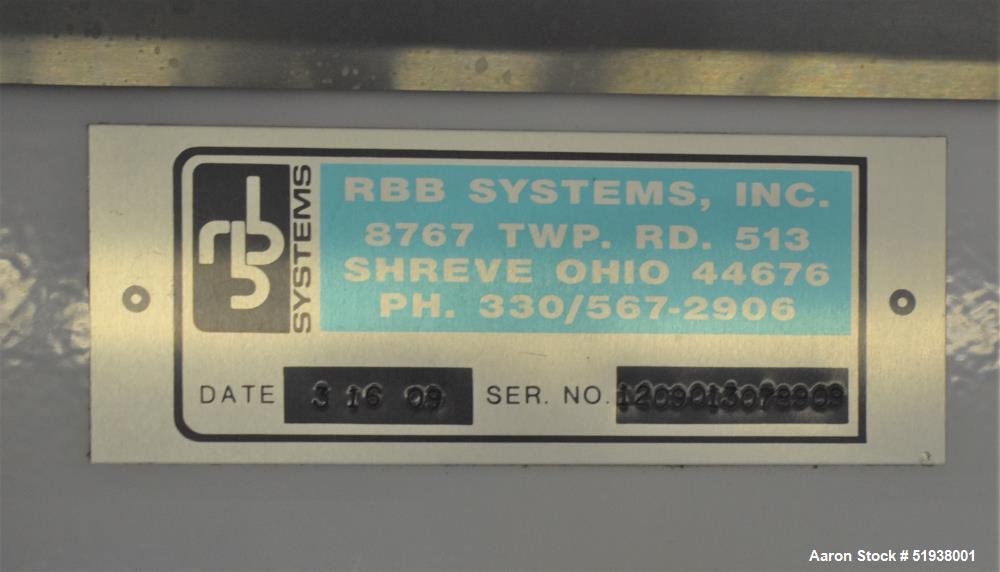 RBB SYSTEMS, INC.
8767 TWP. RD. 513
SHREVE OHIO 44676
PH. 330/567-2906
rbb
SYSTEMS
DATE 3 16 09 SER. NO.
Aaron Stock # 51938001